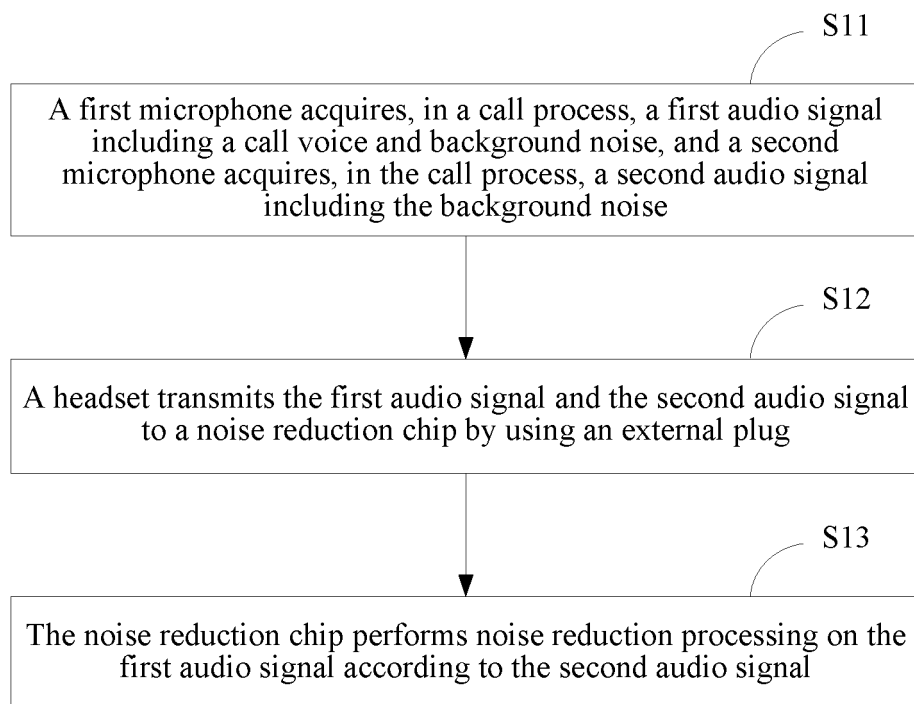 S11
A first microphone acquires, in a call process, a first audio signal
including a call voice and background noise, and a second
microphone acquires, in the call process, a second audio signal
including the background noise
S12
A headset transmits the first audio signal and the second audio signal
to a noise reduction chip by using an external plug
S13
The noise reduction chip performs noise reduction processing on the
first audio signal according to the second audio signal